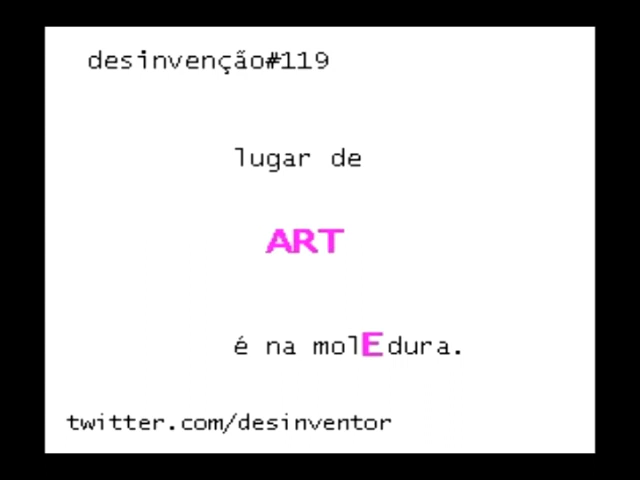 desinvenção#119
lugar de
ART
é na molEdura.
twitter.com/desinventor